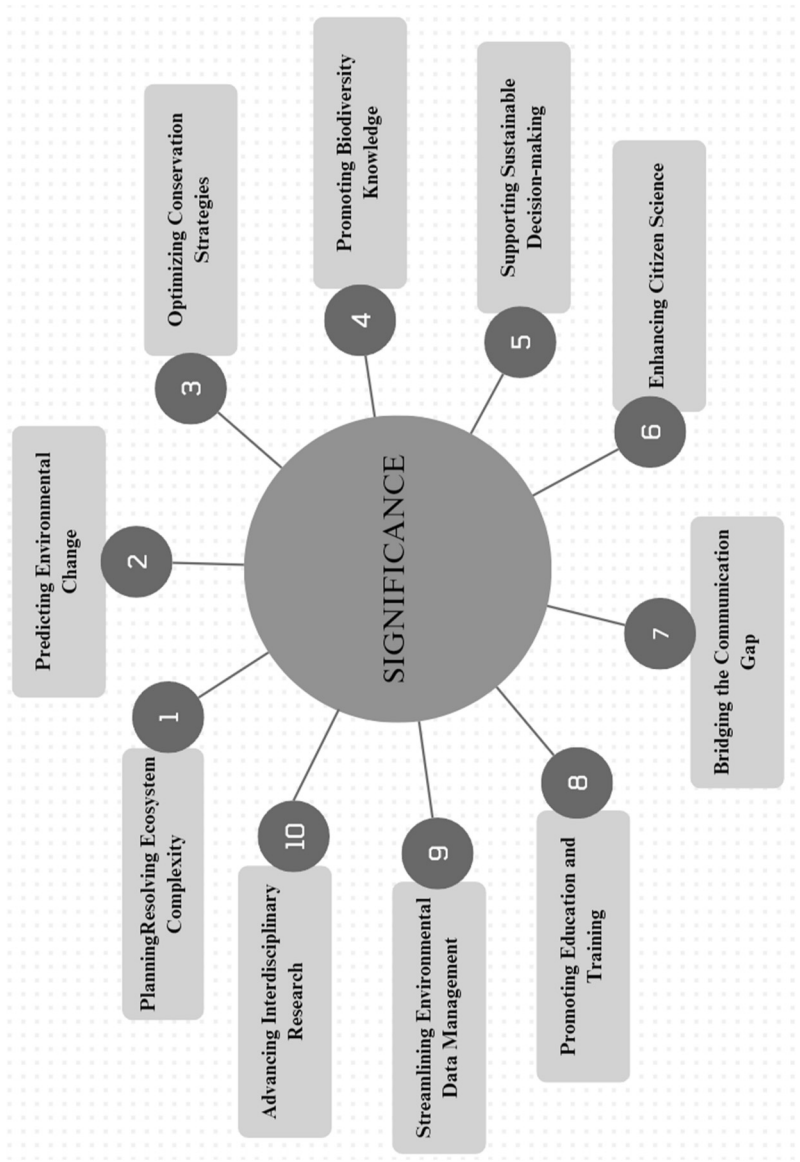 SIGNIFICANCE
1
PlanningResolving Ecosystem
Complexity
2
Predicting Environmental
Change
3
Optimizing Conservation
Strategies
4
Promoting Biodiversity
Knowledge
5
Supporting Sustainable
Decision-making
6
Enhancing Citizen Science
7
Bridging the Communication
Gap
8
Promoting Education and
Training
9
Streamlining Environmental
Data Management
10
Advancing Interdisciplinary
Research